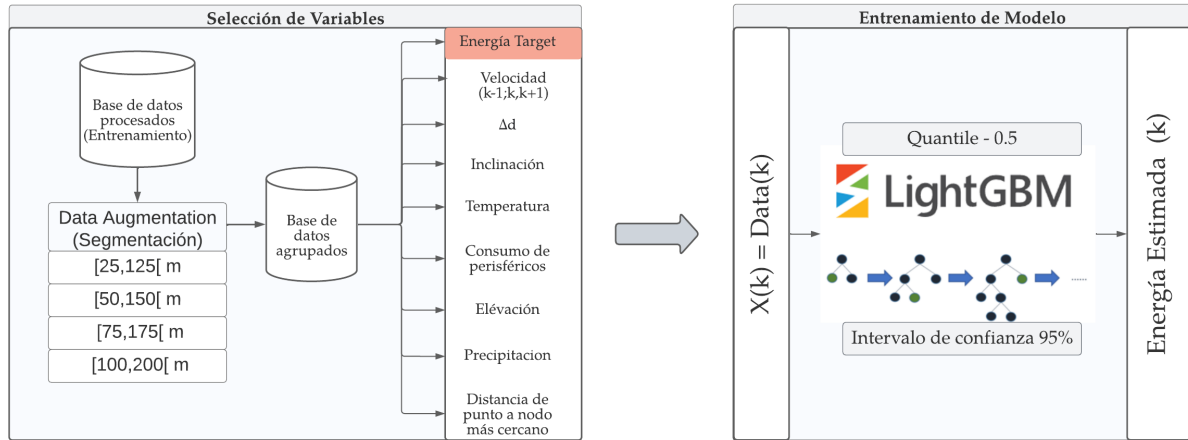 Selección de Variables
Base de datos
procesados
(Entrenamiento)
Data Augmentation
(Segmentación)
[25,125[ m
[50,150[ m
[75,175[ m
[100,200[ m
Base de
datos
agrupados
Energía Target
Velocidad
(k-1;k,k+1)
Δd
Inclinación
Temperatura
Consumo de
perisféricos
Elévación
Precipitacion
Distancia de
punto a nodo
más cercano
Entrenamiento de Modelo
X(k) = Data(k)
Quantile - 0.5
LightGBM
......
Intervalo de confianza 95%
Energía Estimada (k)